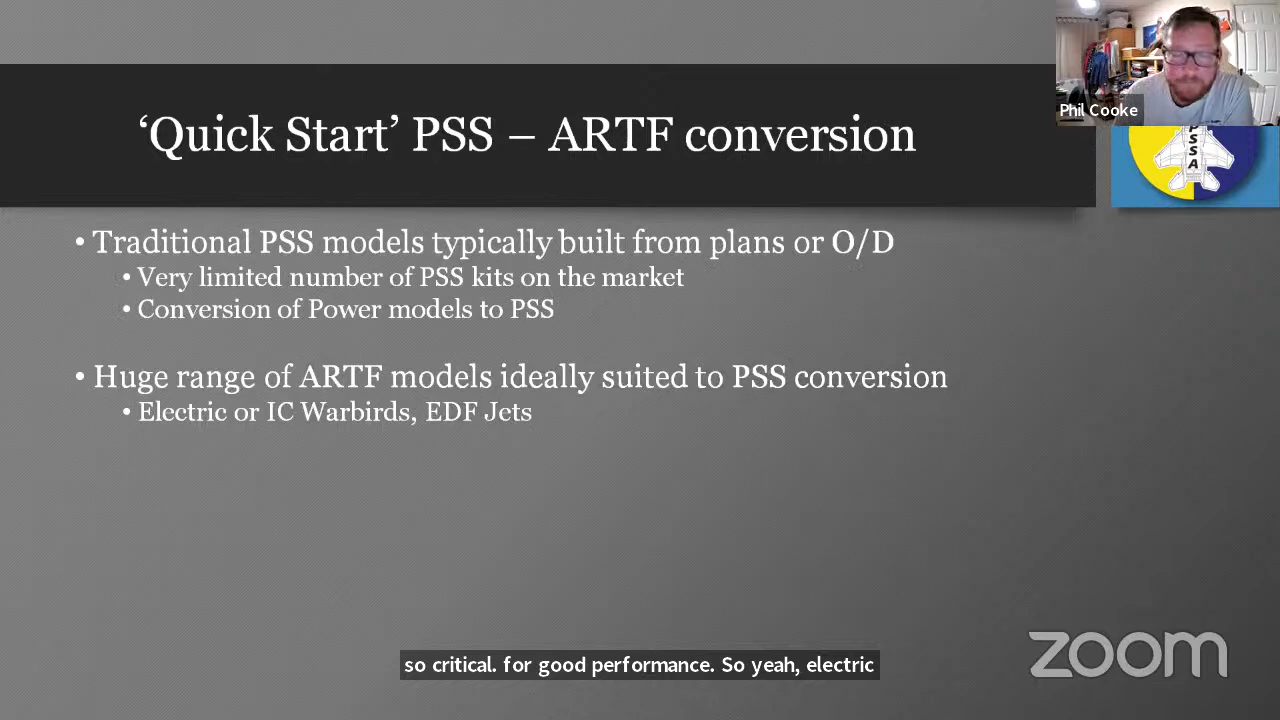 ‘Quick Start’ PSS – ARTF conversion
Phil Cooke
PSSA
• Traditional PSS models typically built from plans or O/D
• Very limited number of PSS kits on the market
• Conversion of Power models to PSS
• Huge range of ARTF models ideally suited to PSS conversion
• Electric or IC Warbirds, EDF Jets
so critical. for good performance. So yeah, electric
zoom